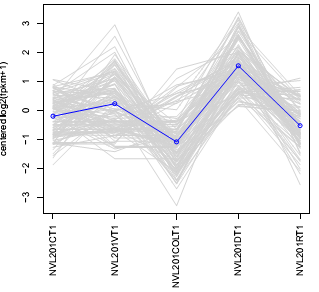 centered log2(fpkm+1)
3
2
1
0
-1
-2
-3
NVL201CT1
NVL201VT1
NVL201COLT1
NVL201DT1
NVL201RT1